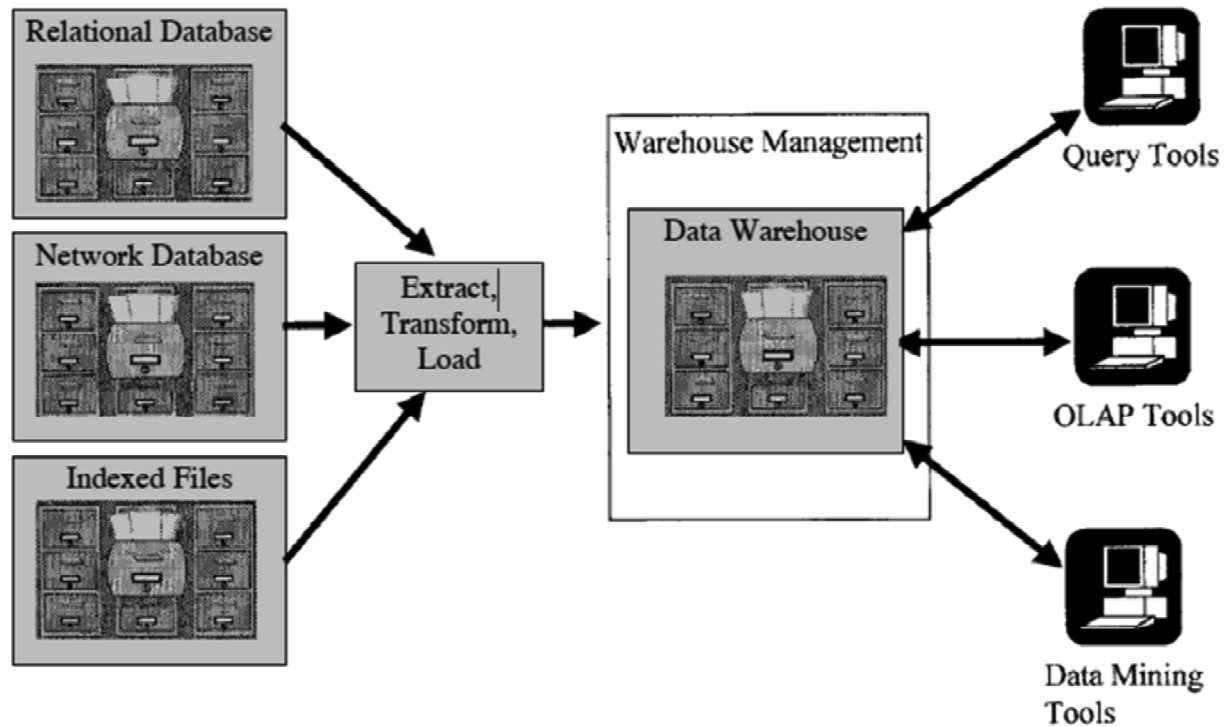 Relational Database
Network Database
Indexed Files
Extract,
Transform,
Load
Warehouse Management
Data Warehouse
Query Tools
OLAP Tools
Data Mining
Tools